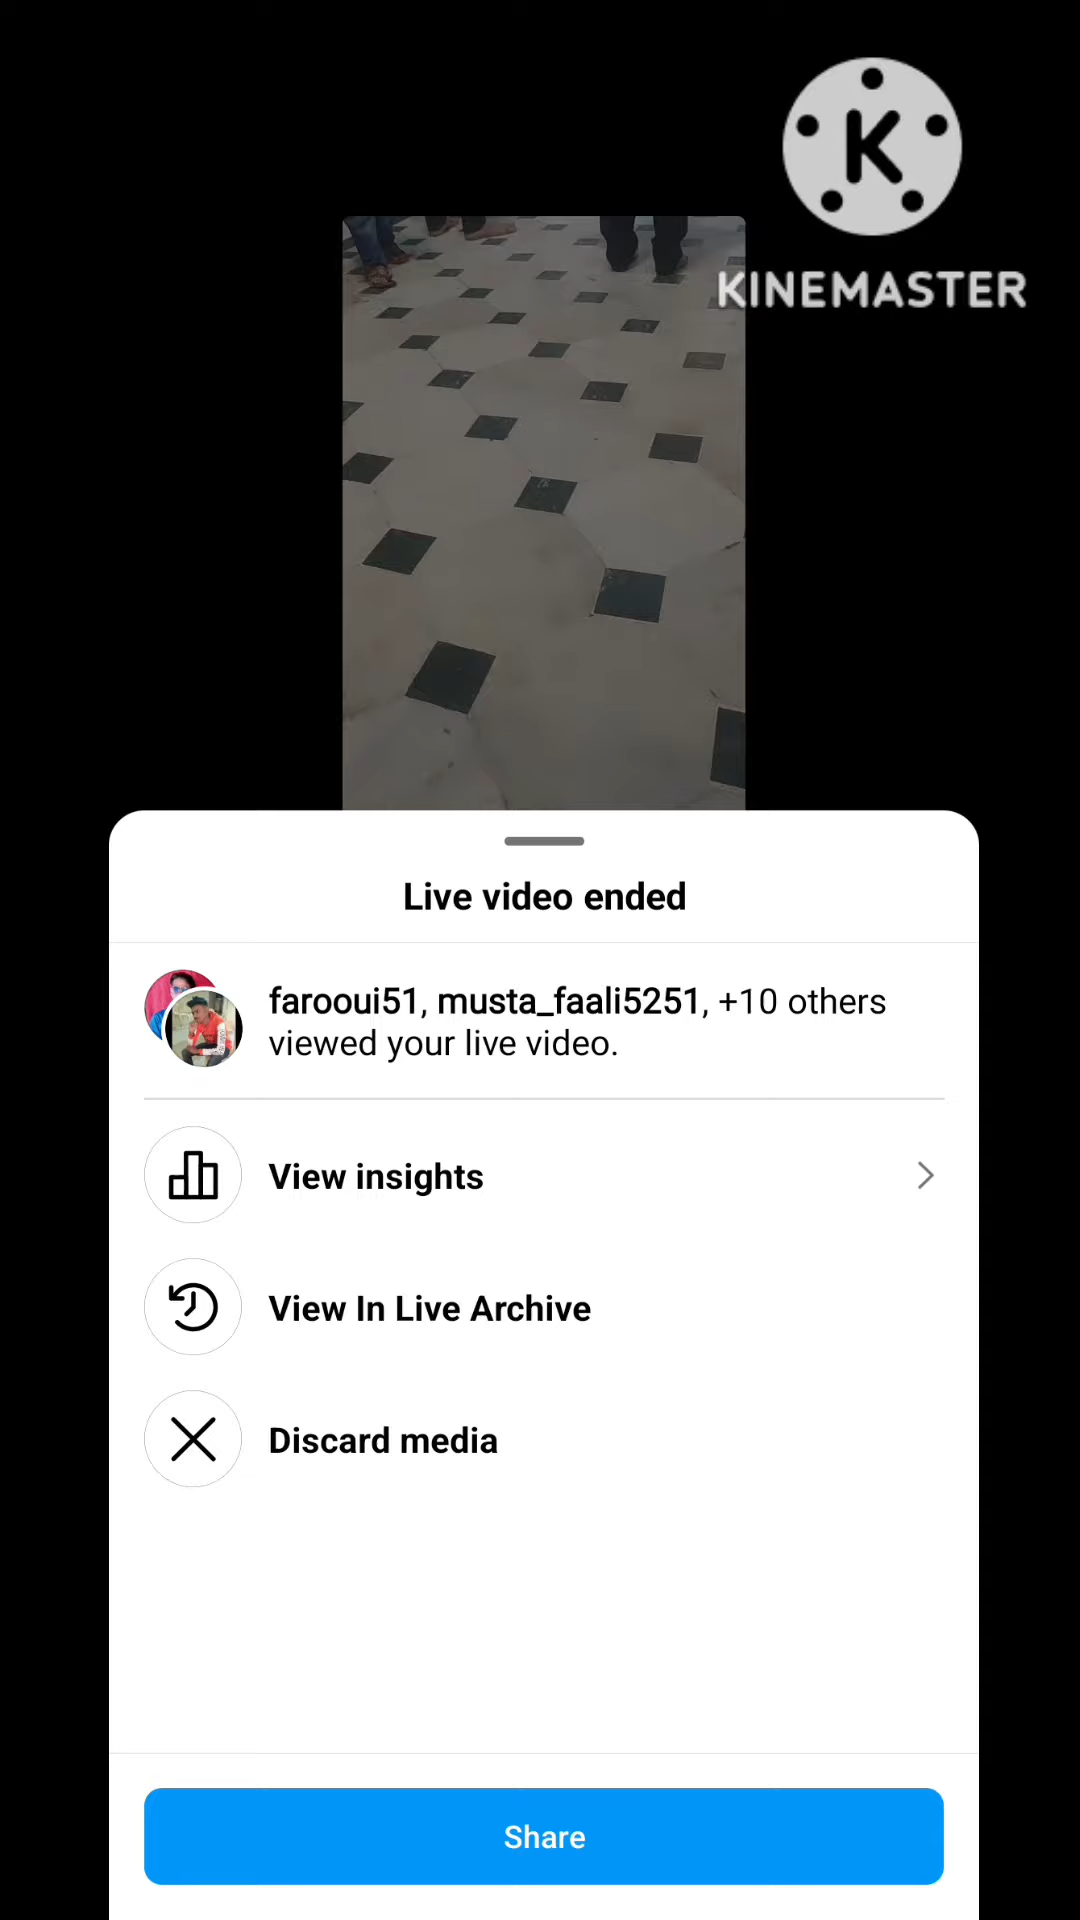 K
KINEMASTER
Live video ended
farooui51, musta_faali5251, +10 others
viewed your live video.
View insights
View In Live Archive
Discard media
Share